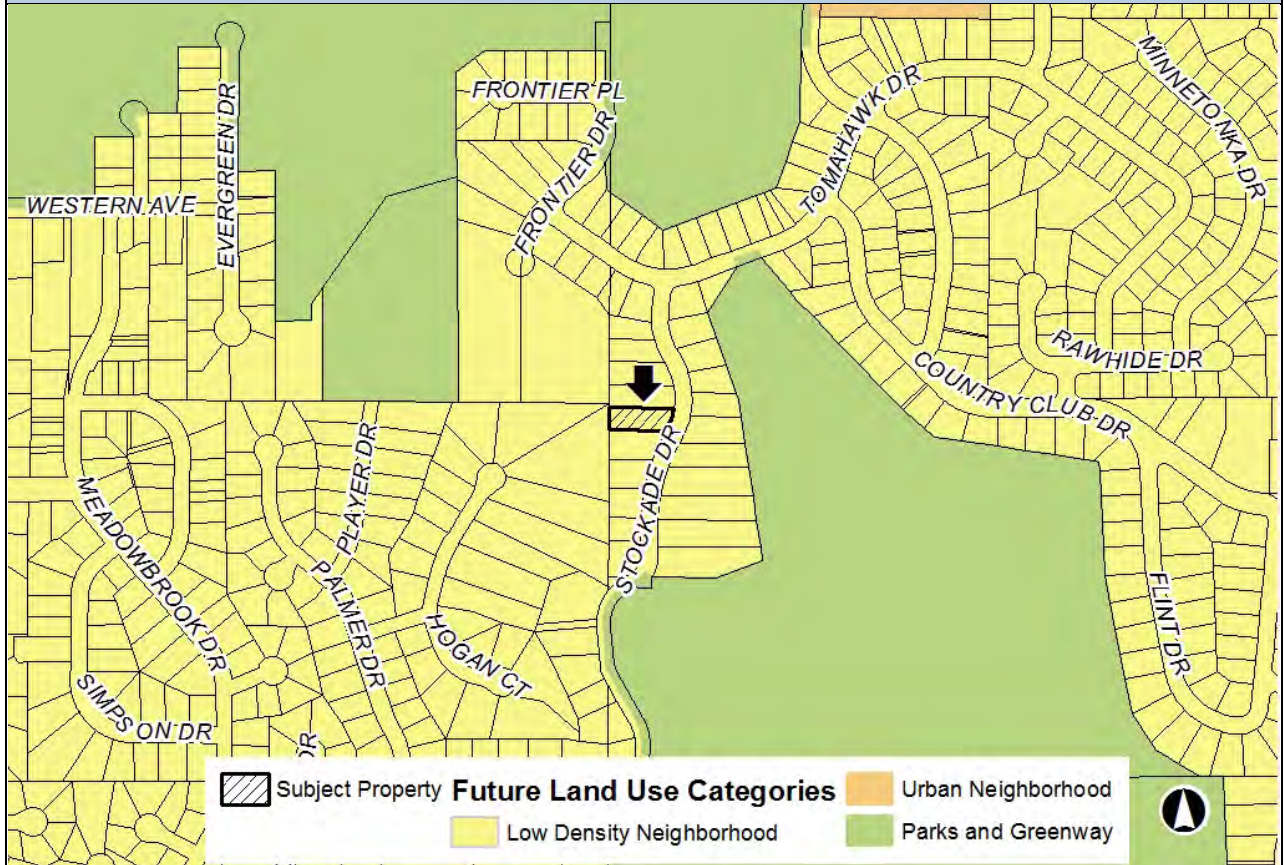 FRONTIER PL
MINNETONKA DR
EVERGREEN DR
TOMAHAWK DR
FRONTIER DR
WESTERN AVE
RAWHIDE DR
COUNTRY CLUB DR
PLAYER DR
STOCKADE DR
MEADOWBROOK DR
PALMER DR
HOGAN CT
FLINT DR
SIMPSON DR
DR
Subject Property
Future Land Use Categories
Low Density Neighborhood
Urban Neighborhood
Parks and Greenway